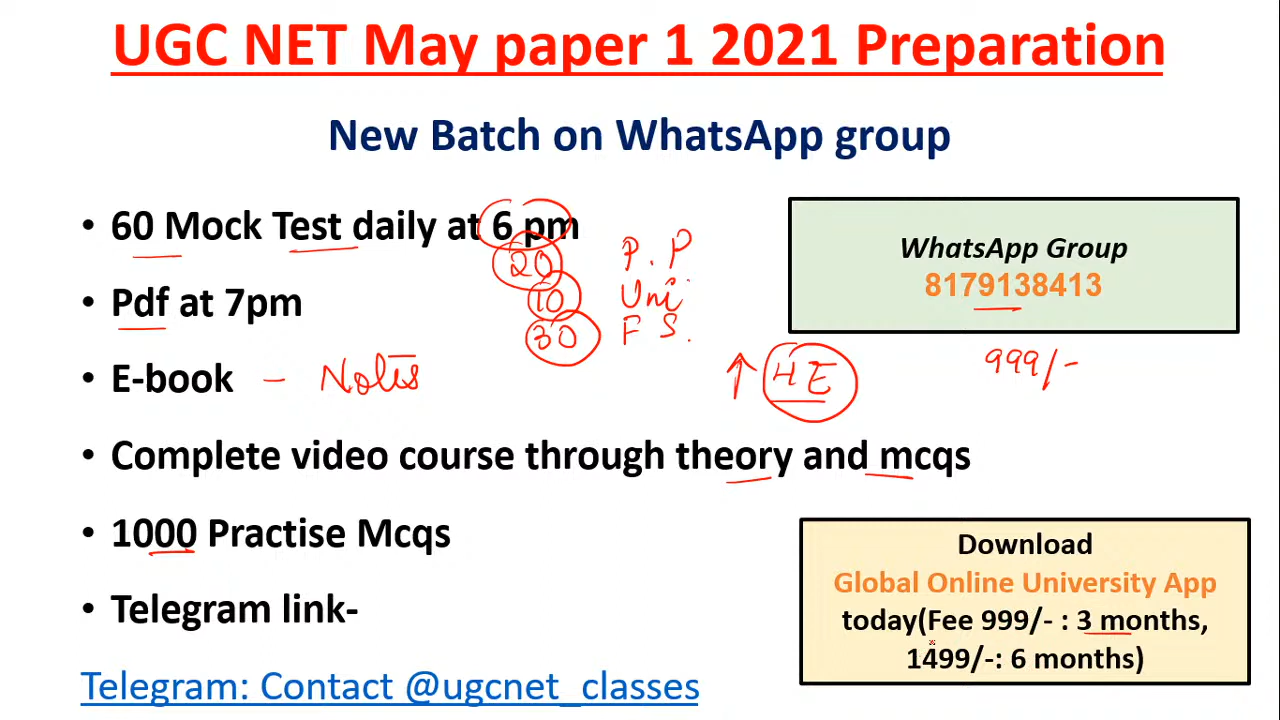 UGC NET May paper 1 2021 Preparation
New Batch on WhatsApp group
• 60 Mock Test daily at 6 pm
20 P. P
• Pdf at 7pm
10 Uni
30 F S.
• E-book - Notes
↑ HE
WhatsApp Group
8179138413
999/-
• Complete video course through theory and mcqs
• 1000 Practise Mcqs
• Telegram link-
Telegram: Contact @ugcnet_classes
Download
Global Online University App
today(Fee 999/- : 3 months,
1499/-: 6 months)